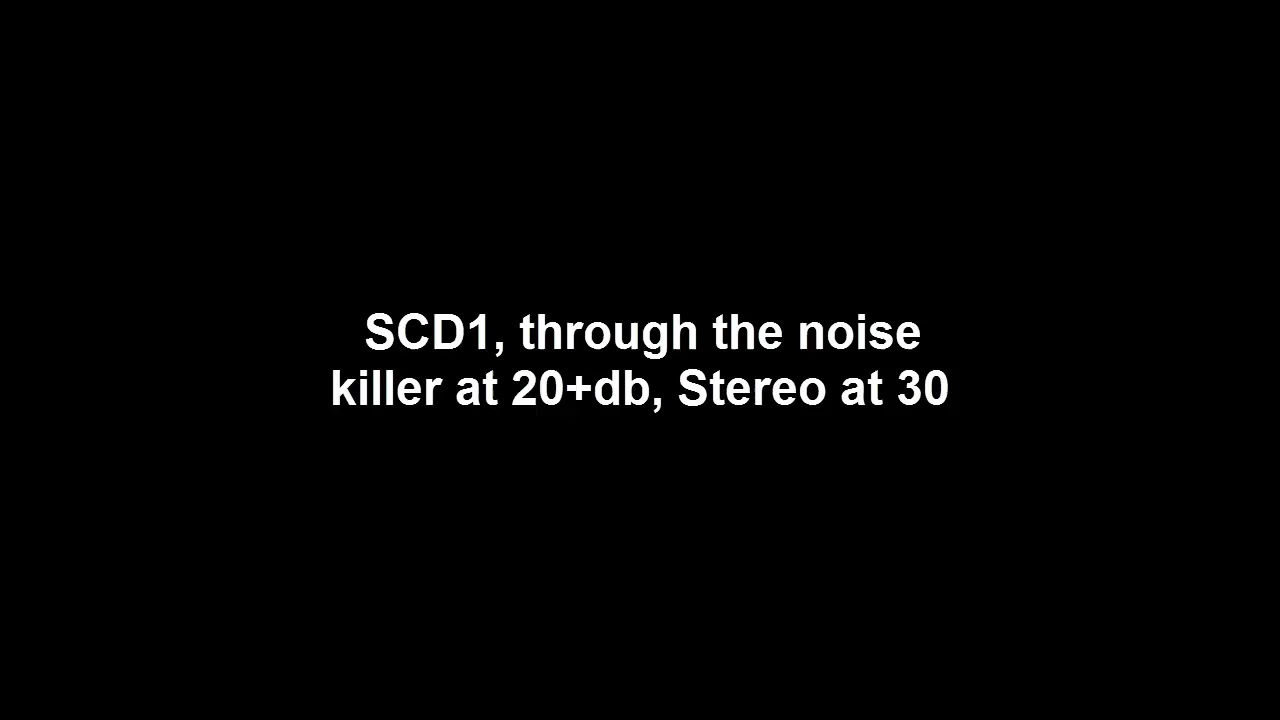 SCD1, through the noise
killer at 20+db, Stereo at 30